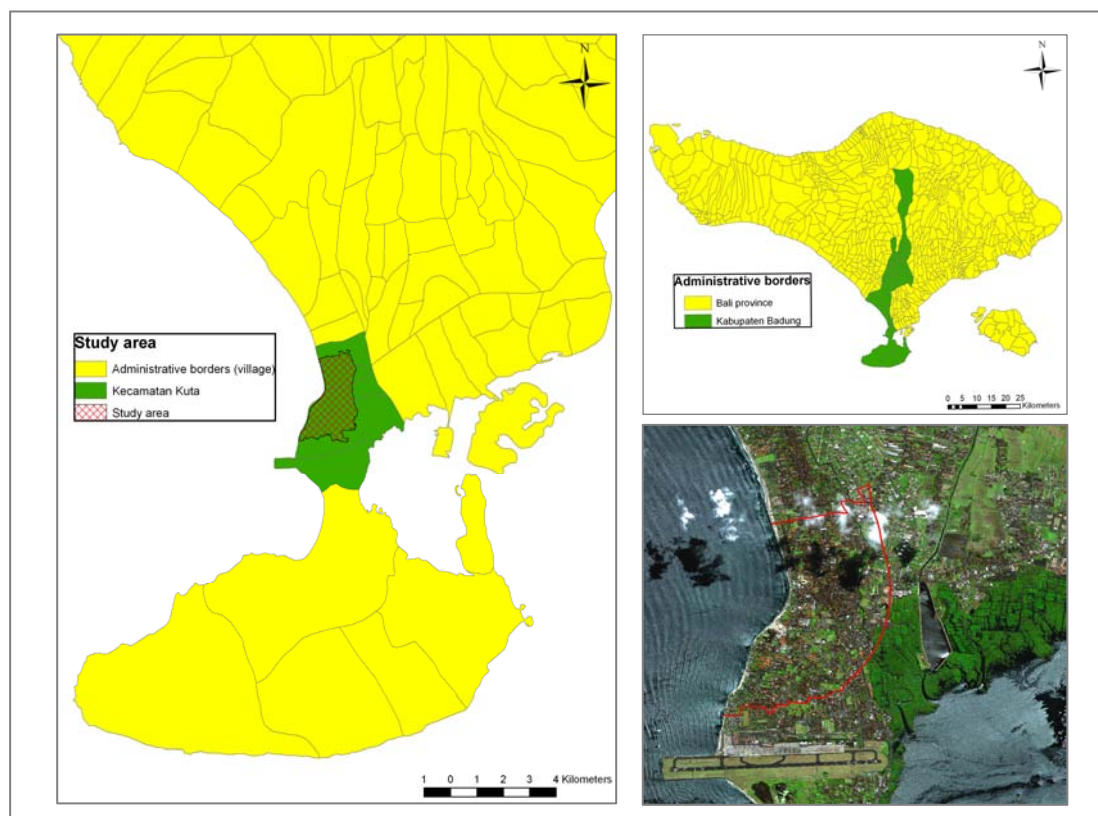 N
Study area
Administrative borders (village)
Kecamatan Kuta
Study area
1 0 1 2 3 4 Kilometers
N
Administrative borders
Bali province
Kabupaten Badung
0 5 10 15 20 25
Kilometers